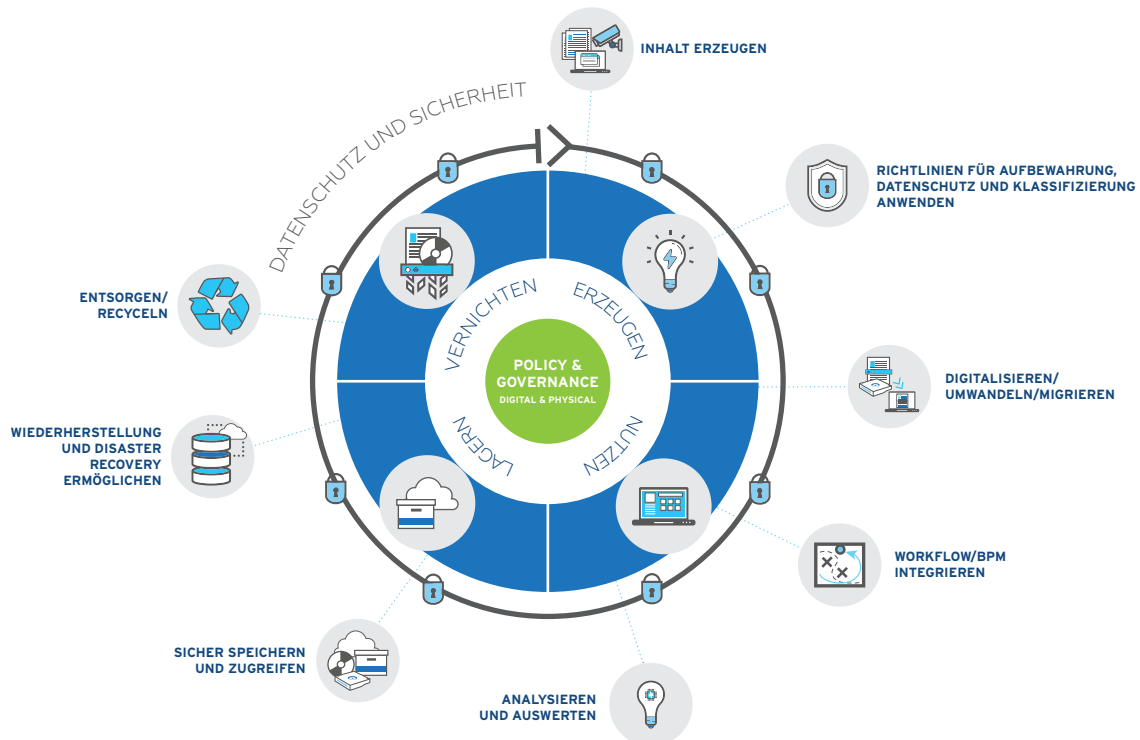 INHALT ERZEUGEN
DATENSCHUTZ UND SICHERHEIT
RICHTLINIEN FÜR AUFBEWAHRUNG,
DATENSCHUTZ UND KLASSIFIZIERUNG
ANWENDEN
ENTSORGEN/
RECYCELN
VERNICHTEN
ERZEUGEN
POLICY &
GOVERNANCE
DIGITAL & PHYSICAL
DIGITALISIEREN/
UMWANDELN/MIGRIEREN
WIEDERHERSTELLUNG
UND DISASTER
RECOVERY
ERMÖGLICHEN
LAGERN
NUTZEN
WORKFLOW/BPM
INTEGRIEREN
SICHER SPEICHERN
UND ZUGREIFEN
ANALYSIEREN
UND AUSWERTEN